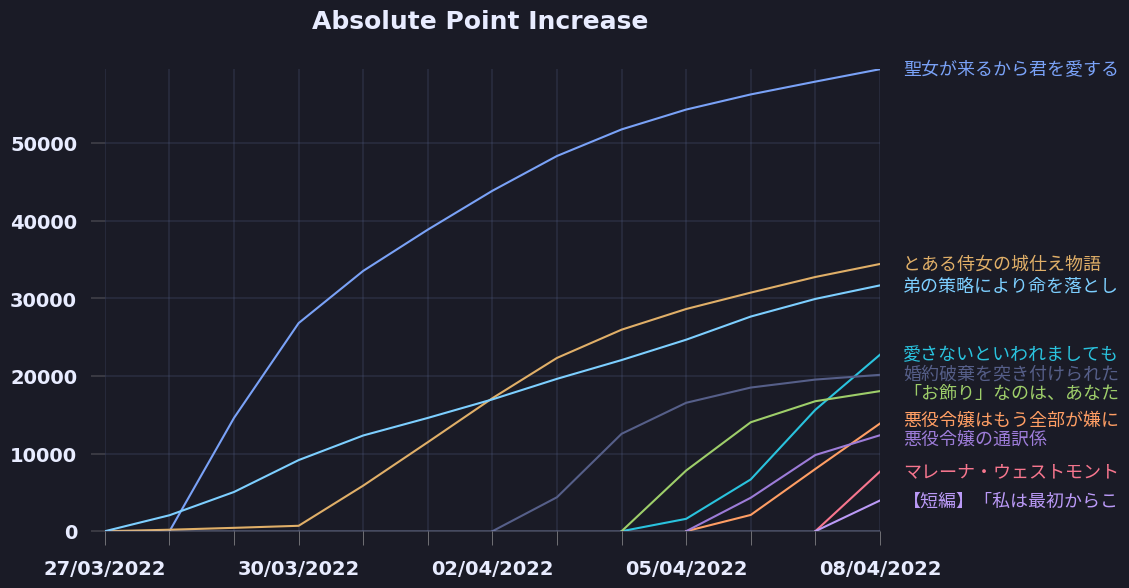 Absolute Point Increase
聖女が来るから君を愛する
50000
40000
とある侍女の城仕え物語
弟の策略により命を落とし
30000
愛さないといわれましても
20000
婚約破棄を突き付けられた
「お飾り」なのは、あなた
悪役令嬢はもう全部が嫌に
悪役令嬢の通訳係
10000
マレーナ・ウェストモント
【短編】「私は最初からこ
0
27/03/2022
30/03/2022
02/04/2022
05/04/2022
08/04/2022